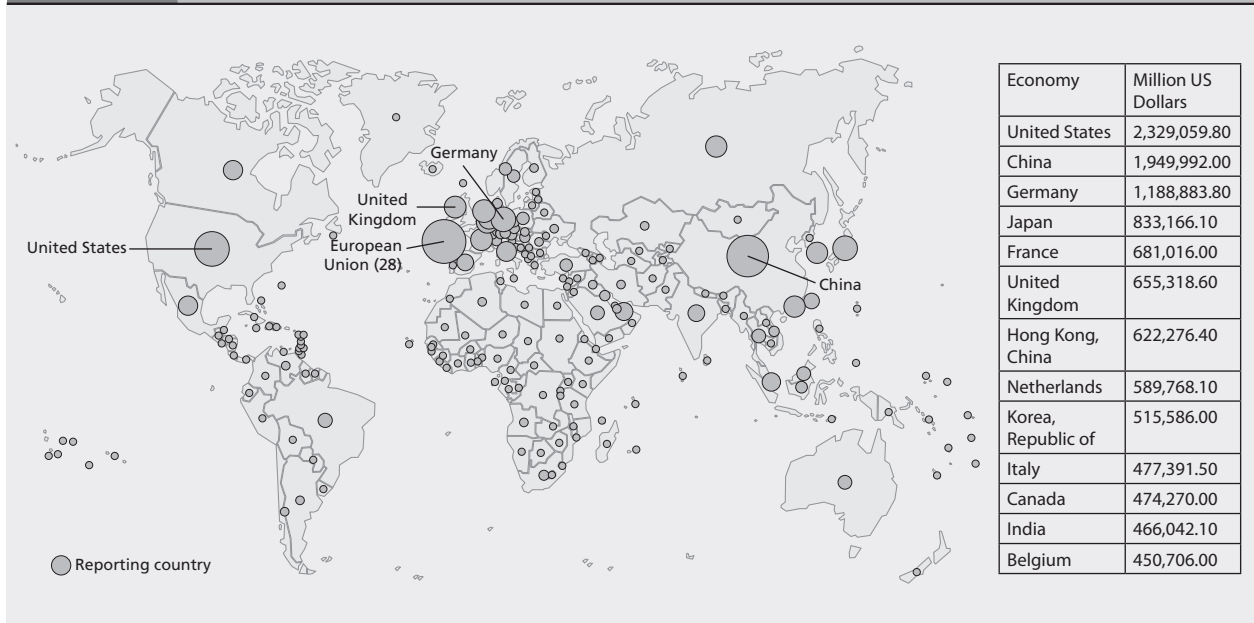 Germany
United
Kingdom
European
Union (28)
United States
China
Reporting country
Economy Million US
Dollars
United States 2,329,059.80
China 1,949,992.00
Germany 1,188,883.80
Japan 833,166.10
France 681,016.00
United
Kingdom 655,318.60
Hong Kong,
China 622,276.40
Netherlands 589,768.10
Korea,
Republic of 515,586.00
Italy 477,391.50
Canada 474,270.00
India 466,042.10
Belgium 450,706.00